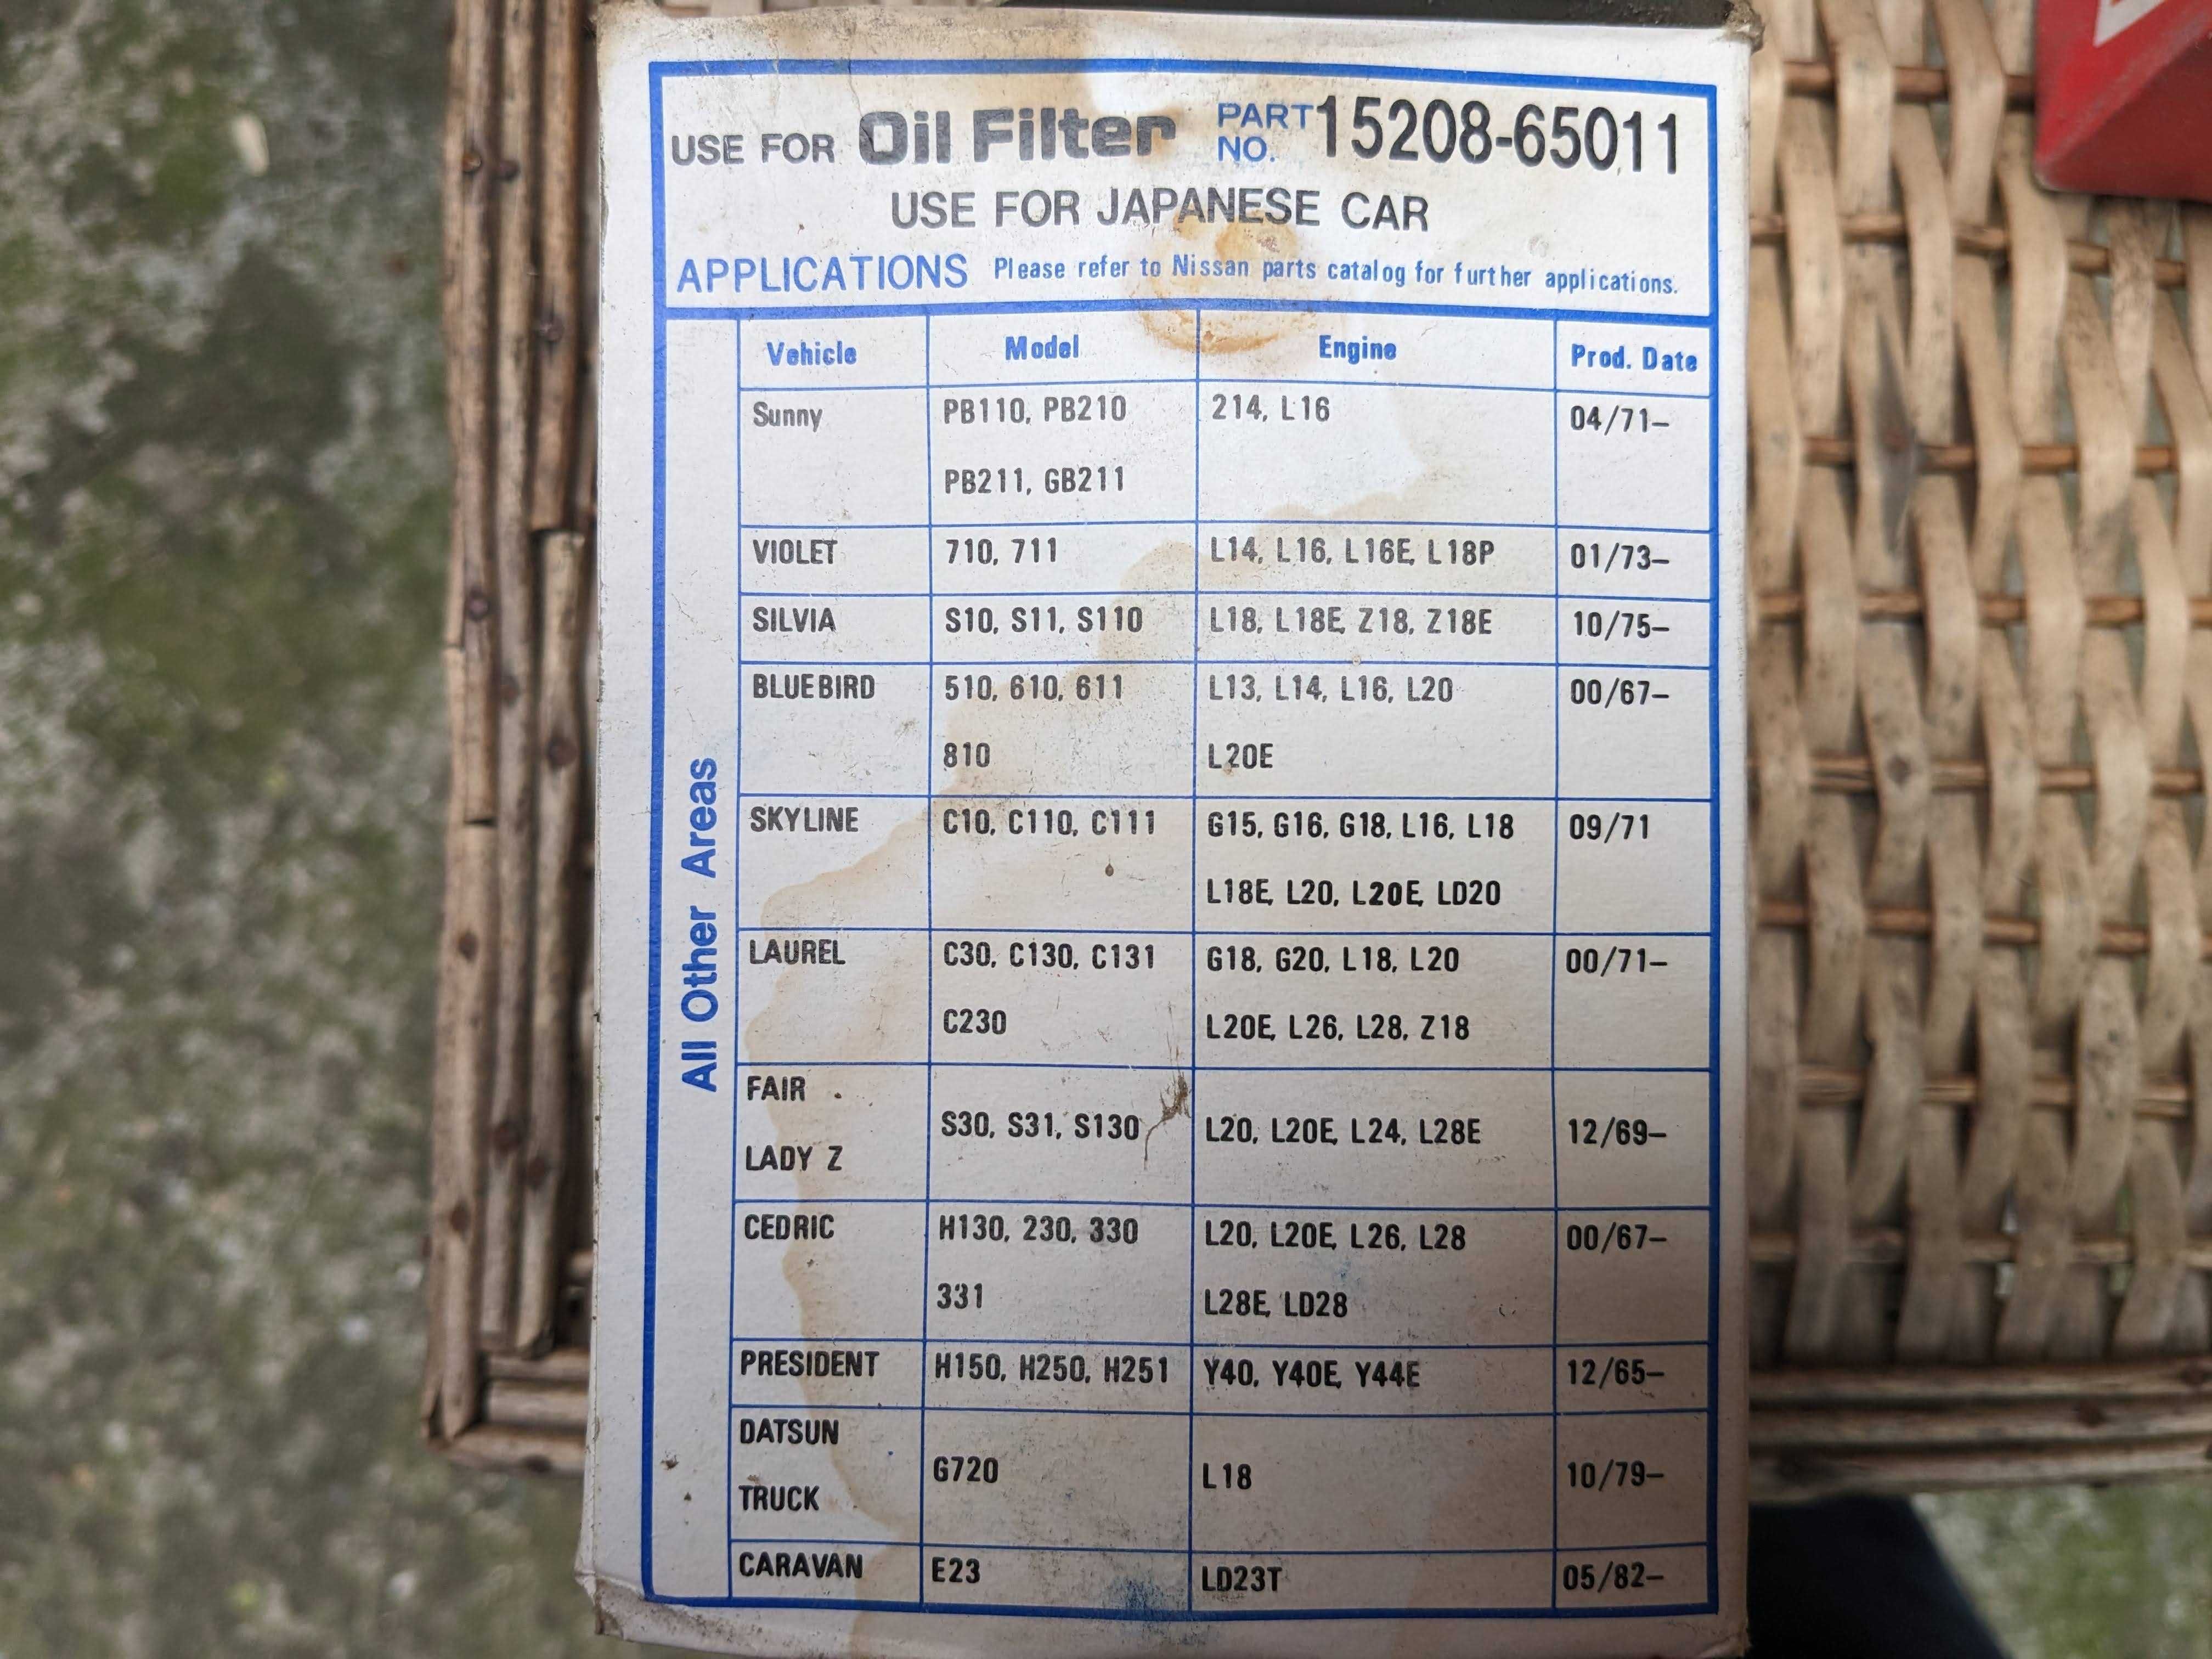 USE FOR Oil Filter PART NO. 15208-65011
USE FOR JAPANESE CAR
APPLICATIONS Please refer to Nissan parts catalog for further applications.
All Other Areas
Vehicle Model Engine Prod. Date
Sunny PB110, PB210 214, L16 04/71–
PB211, GB211
VIOLET 710, 711 L14, L16, L16E, L18P 01/73–
SILVIA S10, S11, S110 L18, L18E, Z18, Z18E 10/75–
BLUEBIRD 510, 610, 611 L13, L14, L16, L20 00/67–
810 L20E
SKYLINE C10, C110, C111 G15, G16, G18, L16, L18 09/71
L18E, L20, L20E, LD20
LAUREL C30, C130, C131 G18, G20, L18, L20 00/71–
C230 L20E, L26, L28, Z18
FAIR
LADY Z S30, S31, S130 L20, L20E, L24, L28E 12/69–
CEDRIC H130, 230, 330 L20, L20E, L26, L28 00/67–
331 L28E, LD28
PRESIDENT H150, H250, H251 Y40, Y40E, Y44E 12/65–
DATSUN
TRUCK G720 L18 10/79–
CARAVAN E23 LD23T 05/82–